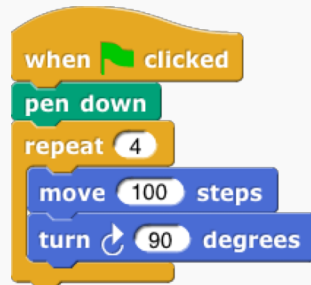 when clicked
pen down
repeat 4
move 100 steps
turn 90 degrees